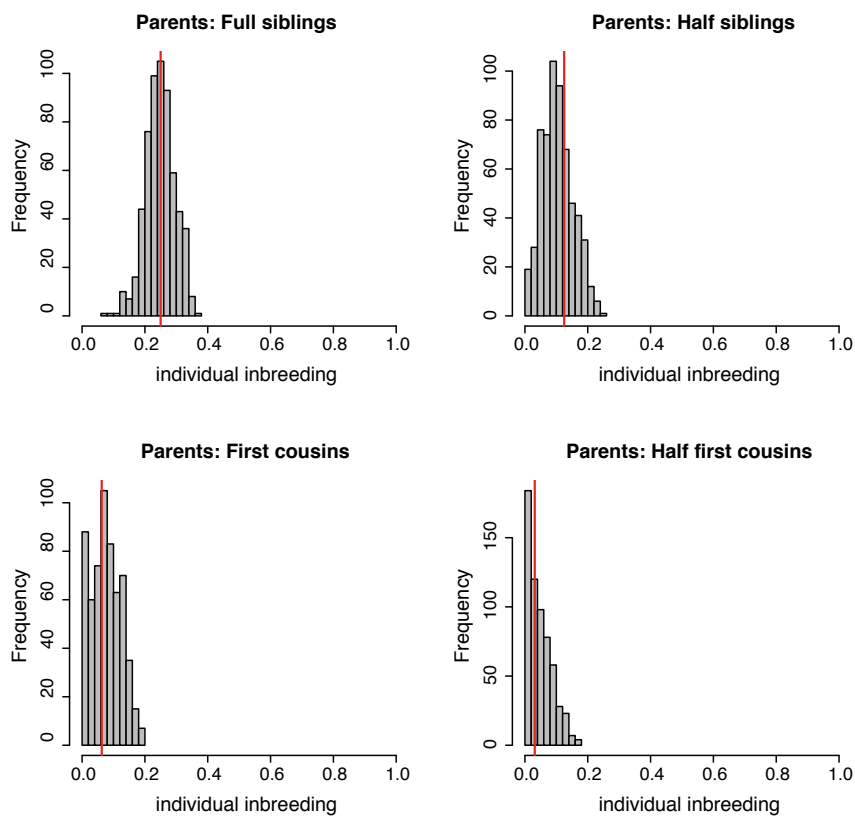 Parents: Full siblings
Frequency
0 20 40 60 80 100
0.0 0.2 0.4 0.6 0.8 1.0
individual inbreeding
Parents: Half siblings
Frequency
0 20 40 60 80 100
0.0 0.2 0.4 0.6 0.8 1.0
individual inbreeding
Parents: First cousins
Frequency
0 20 40 60 80 100
0.0 0.2 0.4 0.6 0.8 1.0
individual inbreeding
Parents: Half first cousins
Frequency
0 50 100 150
0.0 0.2 0.4 0.6 0.8 1.0
individual inbreeding